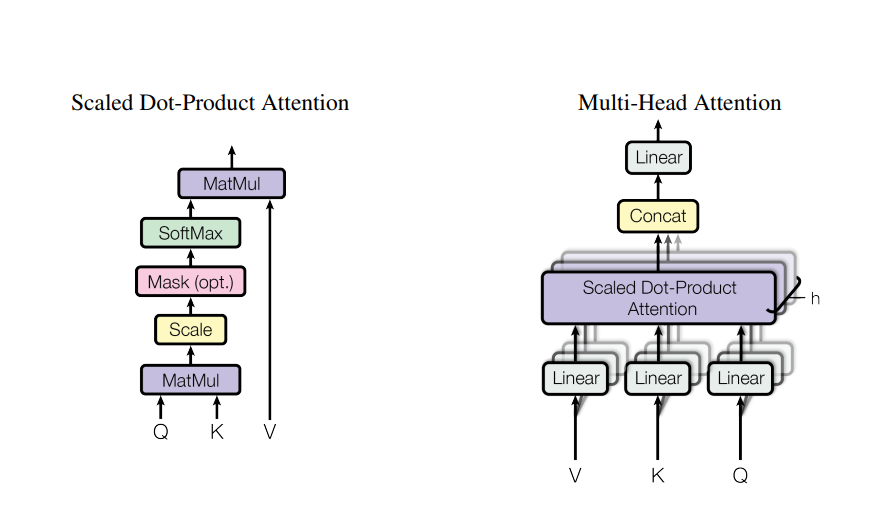 Scaled Dot-Product Attention
MatMul
SoftMax
Mask (opt.)
Scale
MatMul
Q K V
Multi-Head Attention
Linear
Concat
Scaled Dot-Product
Attention
h
Linear Linear Linear
V K Q